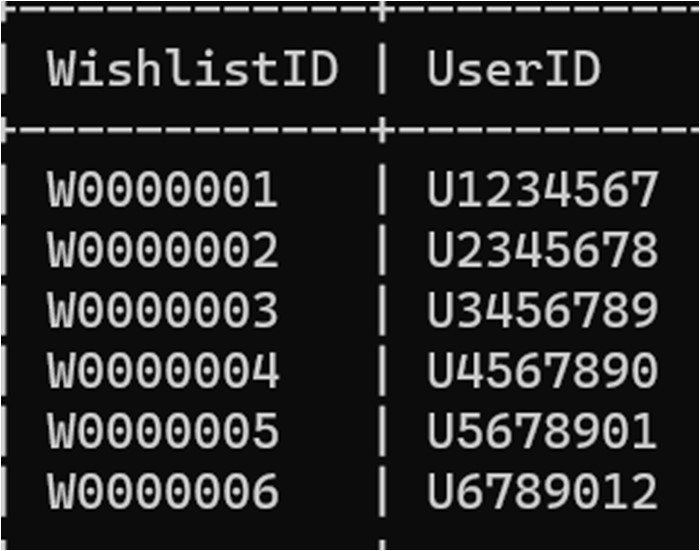 WishlistID | UserID
W0000001 | U1234567
W0000002 | U2345678
W0000003 | U3456789
W0000004 | U4567890
W0000005 | U5678901
W0000006 | U6789012